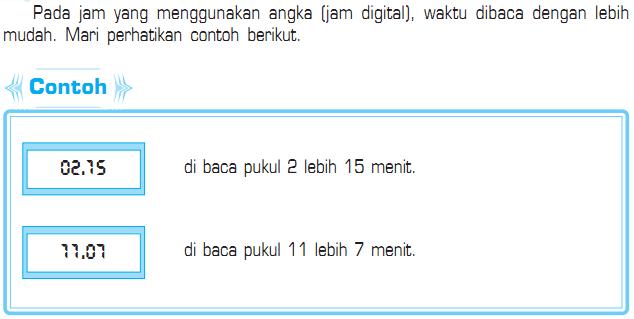 Pada jam yang menggunakan angka (jam digital), waktu dibaca dengan lebih
mudah. Mari perhatikan contoh berikut.
Contoh
02.15 di baca pukul 2 lebih 15 menit.
11.07 di baca pukul 11 lebih 7 menit.